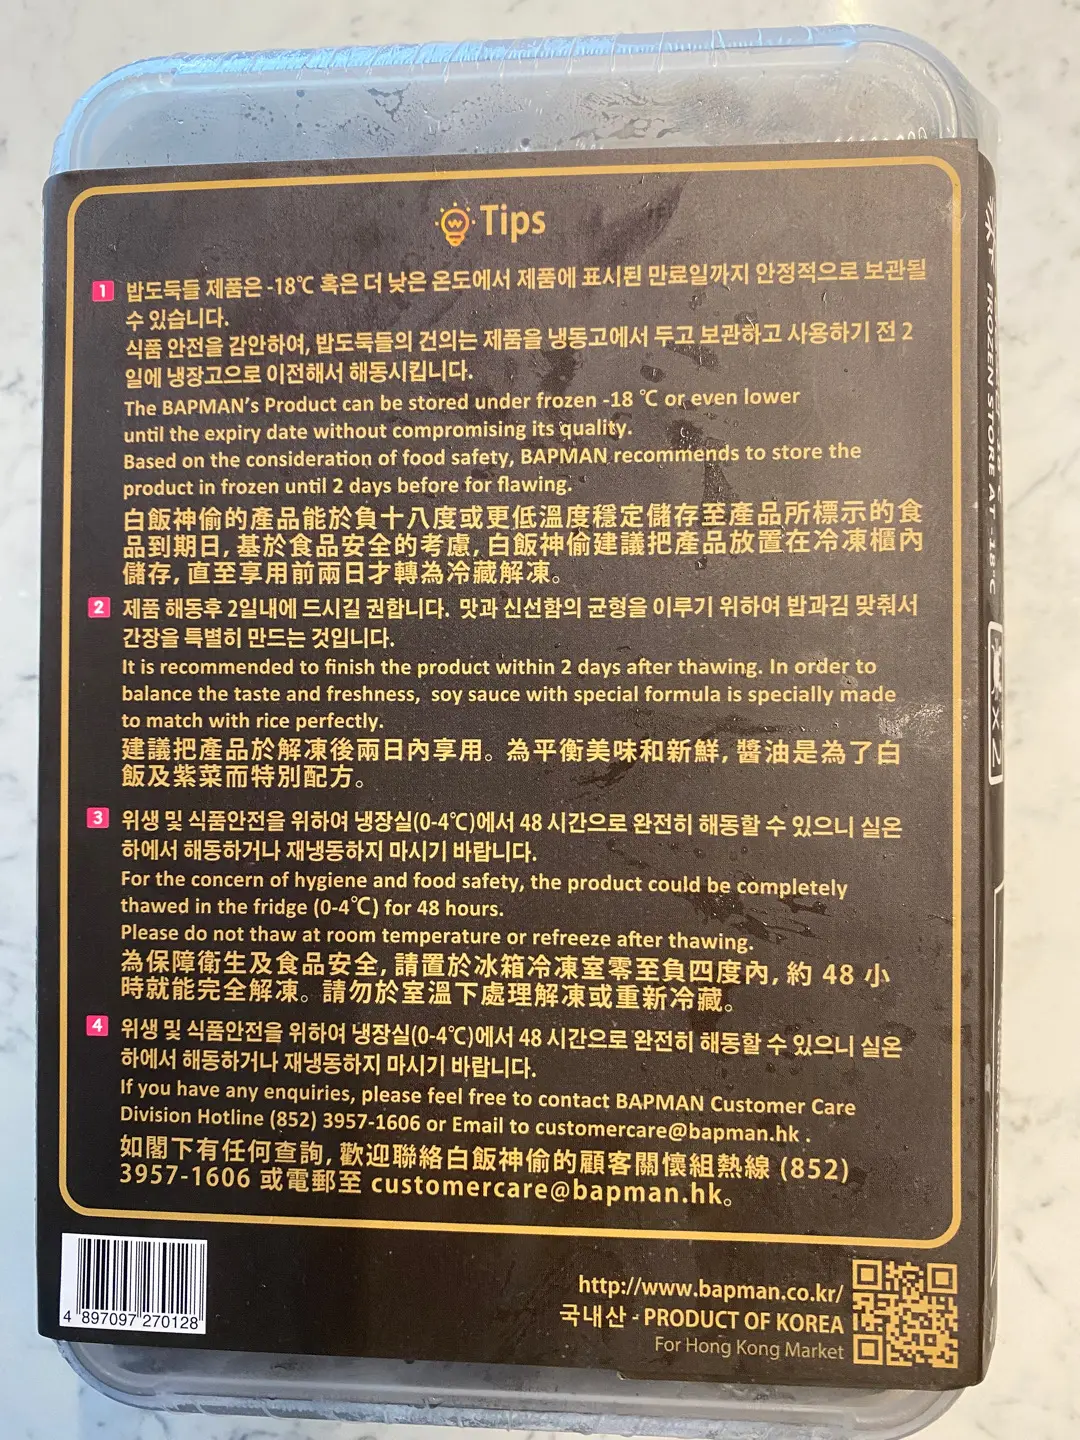 Tips
1 밥도둑들 제품은 -18℃ 혹은 더 낮은 온도에서 제품에 표시된 만료일까지 안정적으로 보관될
수 있습니다.
식품 안전을 감안하여, 밥도둑들의 건의는 제품을 냉동고에서 두고 보관하고 사용하기 전 2
일에 냉장고으로 이전해서 해동시킵니다.
The BAPMAN's Product can be stored under frozen -18 ℃ or even lower
until the expiry date without compromising its quality.
Based on the consideration of food safety, BAPMAN recommends to store the
product in frozen until 2 days before for flawing.
白飯神偷的產品能於負十八度或更低溫度穩定儲存至產品所標示的食
品到期日, 基於食品安全的考慮, 白飯神偷建議把產品放置在冷凍櫃內
儲存, 直至享用前兩日才轉為冷藏解凍。
2 제품 해동후 2일내에 드시길 권합니다. 맛과 신선함의 균형을 이루기 위하여 밥과김 맞춰서
간장을 특별히 만드는 것입니다.
It is recommended to finish the product within 2 days after thawing. In order to
balance the taste and freshness, soy sauce with special formula is specially made
to match with rice perfectly.
建議把產品於解凍後兩日內享用。為平衡美味和新鮮, 醬油是為了白
飯及紫菜而特別配方。
3 위생 및 식품안전을 위하여 냉장실(0-4℃)에서 48 시간으로 완전히 해동할 수 있으니 실온
하에서 해동하거나 재냉동하지 마시기 바랍니다.
For the concern of hygiene and food safety, the product could be completely
thawed in the fridge (0-4℃) for 48 hours.
Please do not thaw at room temperature or refreeze after thawing.
為保障衛生及食品安全, 請置於冰箱冷凍室零至負四度內, 約 48 小
時就能完全解凍。請勿於室溫下處理解凍或重新冷藏。
4 위생 및 식품안전을 위하여 냉장실(0-4℃)에서 48 시간으로 완전히 해동할 수 있으니 실온
하에서 해동하거나 재냉동하지 마시기 바랍니다.
If you have any enquiries, please feel free to contact BAPMAN Customer Care
Division Hotline (852) 3957-1606 or Email to customercare@bapman.hk .
如閣下有任何查詢, 歡迎聯絡白飯神偷的顧客關懷組熱線 (852)
3957-1606 或電郵至 customercare@bapman.hk。
4 897097 270128
http://www.bapman.co.kr/
국내산 - PRODUCT OF KOREA
For Hong Kong Market
FROZEN STORE AT -18℃
X 2